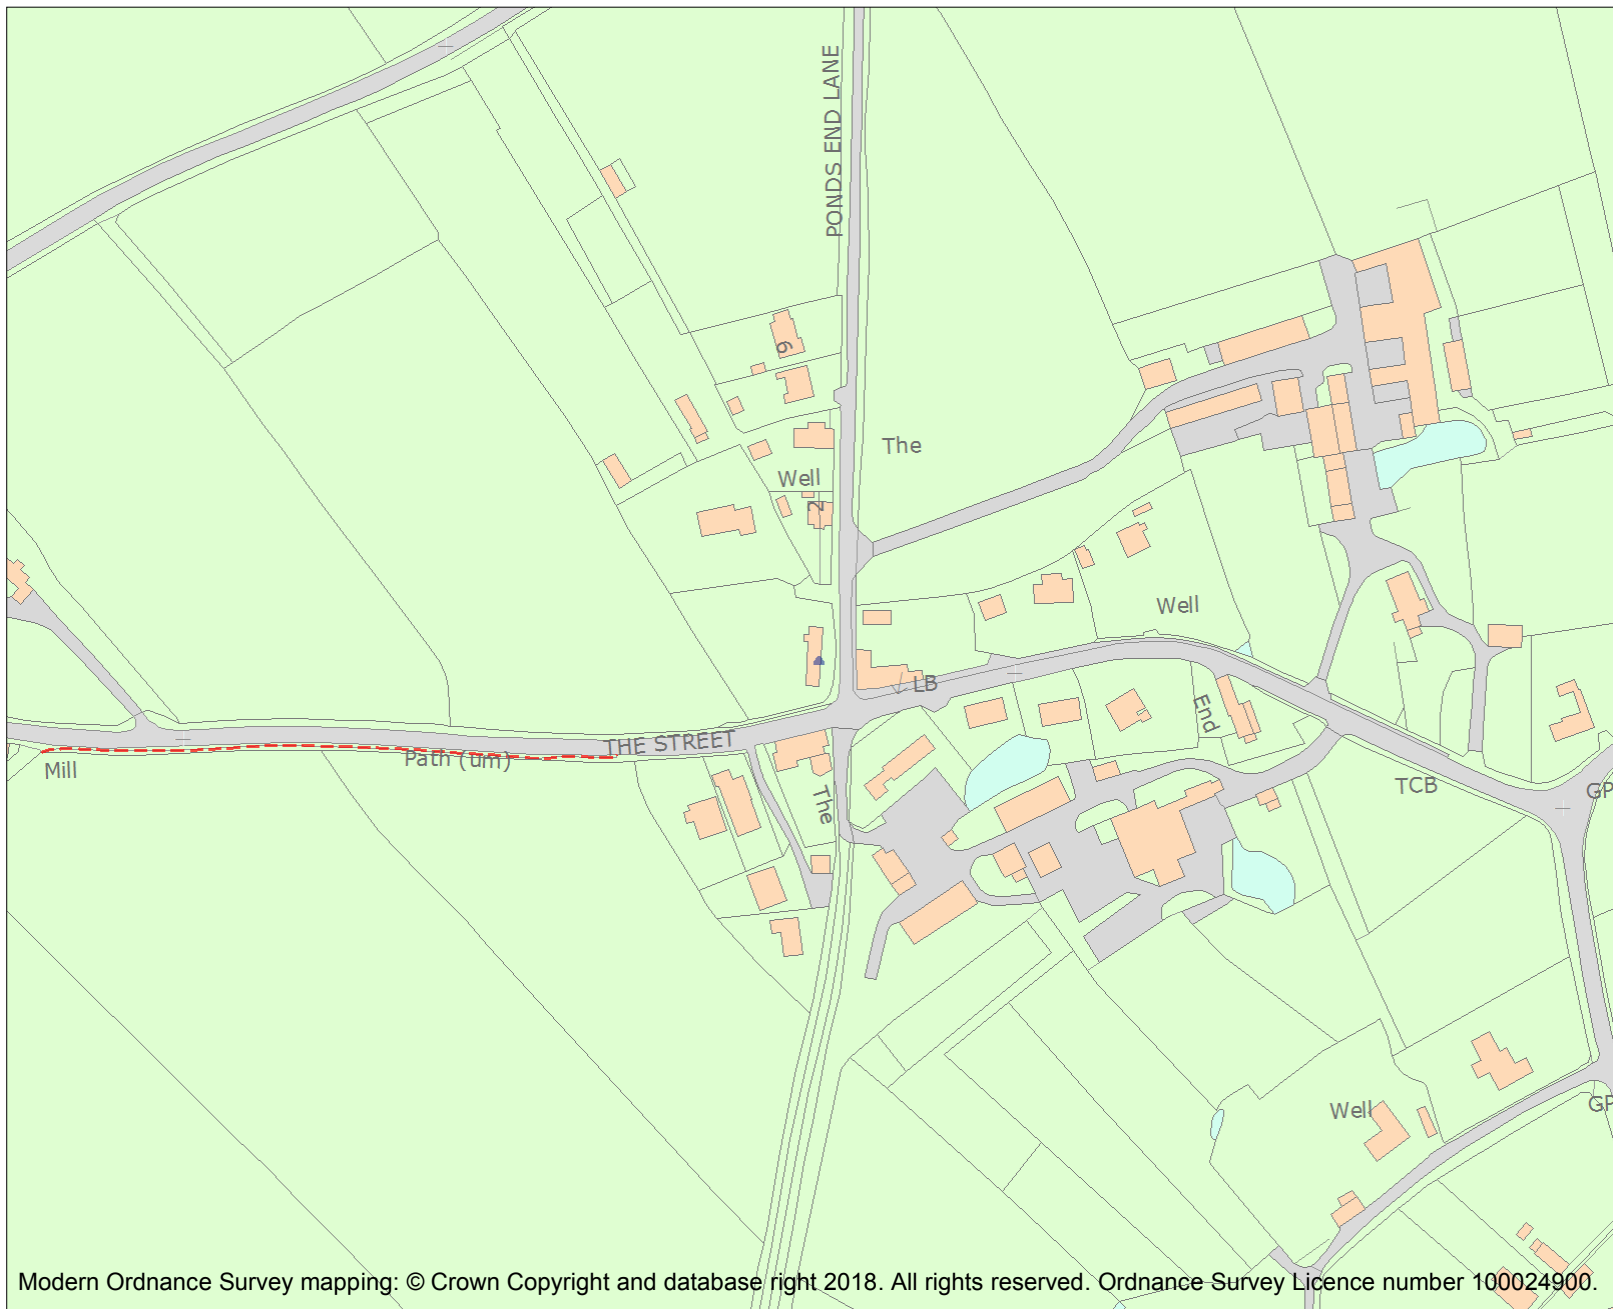 PONDS END LANE
6
The
Well
2
Well
LB
End
THE STREET
Path (um)
Mill
The
TCB
GP
Well
GP
Modern Ordnance Survey mapping: © Crown Copyright and database right 2018. All rights reserved. Ordnance Survey Licence number 100024900.